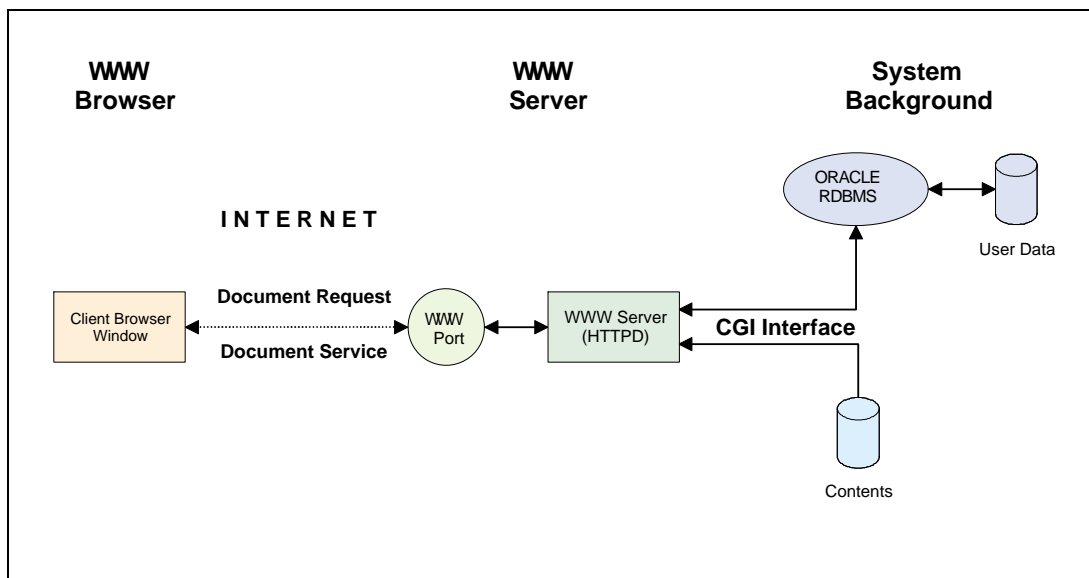 WWW
Browser
WWW
Server
System
Background
ORACLE
RDBMS
User Data
INTERNET
Document Request
Client Browser
Window
Document Service
WWW
Port
WWW Server
(HTTPD)
CGI Interface
Contents